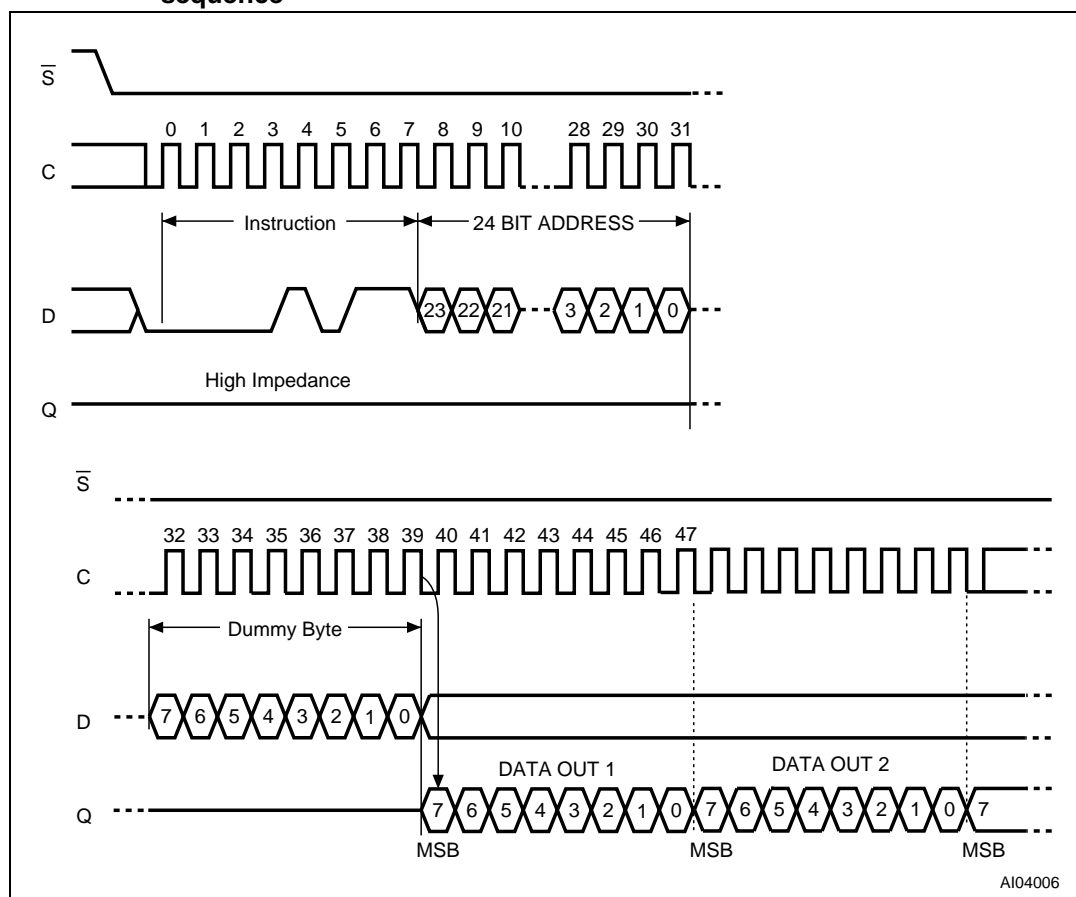 sequence
S
0 1 2 3 4 5 6 7 8 9 10 28 29 30 31
C
Instruction 24 BIT ADDRESS
D 23 22 21 3 2 1 0
High Impedance
Q
S
32 33 34 35 36 37 38 39 40 41 42 43 44 45 46 47
C
Dummy Byte
D 7 6 5 4 3 2 1 0
DATA OUT 1 DATA OUT 2
Q 7 6 5 4 3 2 1 0 7 6 5 4 3 2 1 0 7
MSB MSB MSB
AI04006